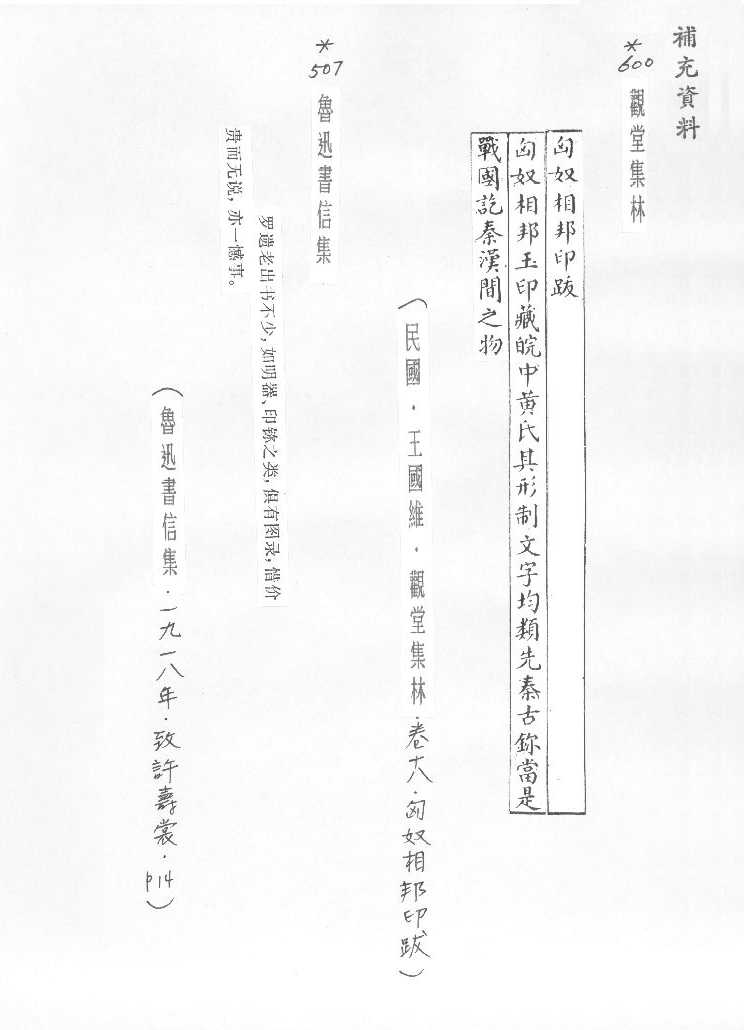 補充資料
*600
觀堂集林
匈奴相邦印跋
匈奴相邦玉印藏皖中黄氏其形制文字均類先秦古鉨當是
戰國訖秦漢間之物
(民國．王國維．觀堂集林．卷十八．匈奴相邦印跋)
*507
魯迅書信集
罗遗老出书不少，如明器、印鉨之类，俱有图录，惜价
贵而无说，亦一憾事。
(魯迅書信集．一九一八年．致許壽裳．P14)